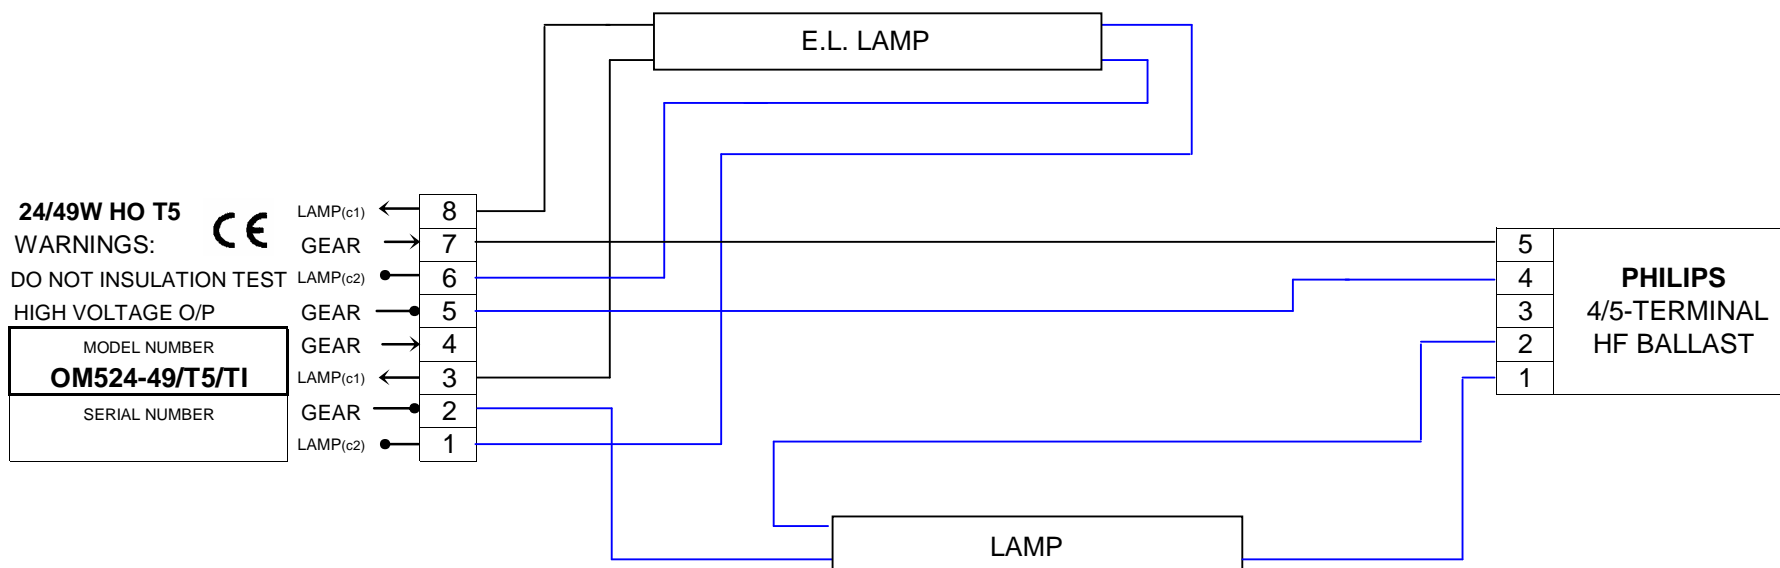 E.L. LAMP
24/49W HO T5 CE LAMP(c1) 8
WARNINGS: GEAR 7 5
DO NOT INSULATION TEST LAMP(c2) 6 4 PHILIPS
HIGH VOLTAGE O/P GEAR 5 3 4/5-TERMINAL
MODEL NUMBER GEAR 4 2 HF BALLAST
OM524-49/T5/TI LAMP(c1) 3 1
SERIAL NUMBER GEAR 2
LAMP(c2) 1
LAMP